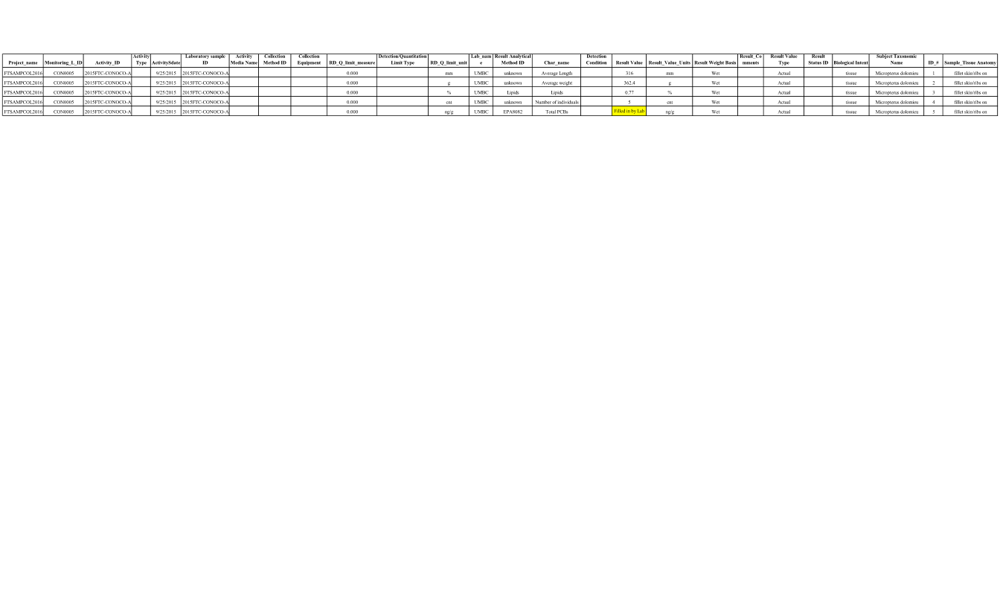 Project_name Monitoring_L_ID Activity_ID Activity Type ActivitySdate Laboratory sample ID Activity Media Name Collection Method ID Collection Equipment RD_Q_limit_measure Detection/Quantitation Limit Type RD_Q_limit_unit Lab_name Result Analytical Method ID Char_name Detection Condition Result Value Result_Value_Units Result Weight Basis Result_Comments Result Value Type Result Status ID Biological Intent Subject Taxonomic Name ID_# Sample_Tissue Anatomy
FTSAMPCOL2016 CON0005 2015FTC-CONOCO-A 9/25/2015 2015FTC-CONOCO-A 0.000 mm UMBC unknown Average Length 316 mm Wet Actual tissue Micropterus dolomieu 1 fillet skin/ribs on
FTSAMPCOL2016 CON0005 2015FTC-CONOCO-A 9/25/2015 2015FTC-CONOCO-A 0.000 g UMBC unknown Average weight 362.4 g Wet Actual tissue Micropterus dolomieu 2 fillet skin/ribs on
FTSAMPCOL2016 CON0005 2015FTC-CONOCO-A 9/25/2015 2015FTC-CONOCO-A 0.000 % UMBC Lipids Lipids 0.77 % Wet Actual tissue Micropterus dolomieu 3 fillet skin/ribs on
FTSAMPCOL2016 CON0005 2015FTC-CONOCO-A 9/25/2015 2015FTC-CONOCO-A 0.000 cnt UMBC unknown Number of individuals 5 cnt Wet Actual tissue Micropterus dolomieu 4 fillet skin/ribs on
FTSAMPCOL2016 CON0005 2015FTC-CONOCO-A 9/25/2015 2015FTC-CONOCO-A 0.000 ng/g UMBC EPA8082 Total PCBs Filled in by Lab ng/g Wet Actual tissue Micropterus dolomieu 5 fillet skin/ribs on